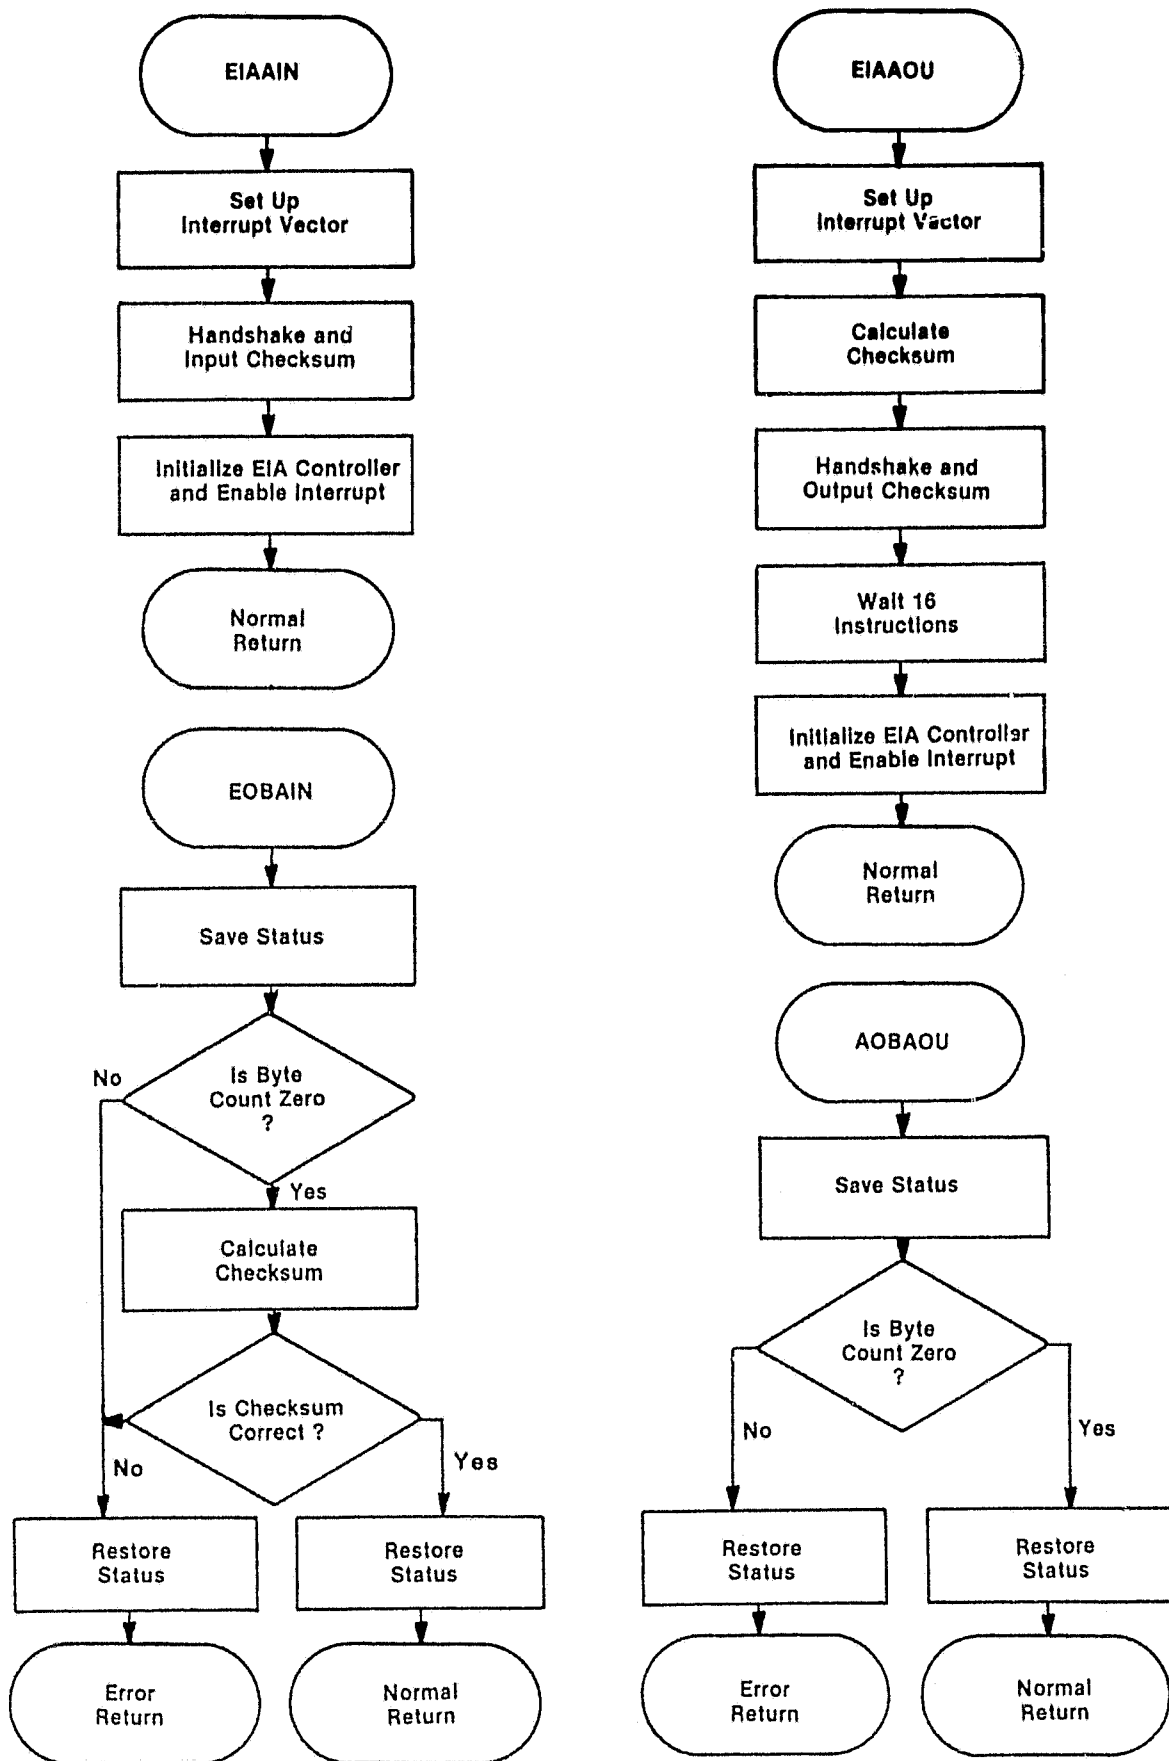 EIAAIN
Set Up
Interrupt Vector
Handshake and
Input Checksum
Initialize EIA Controller
and Enable Interrupt
Normal
Return
EOBAIN
Save Status
Is Byte
Count Zero
?
No
Yes
Calculate
Checksum
Is Checksum
Correct ?
No
Yes
Restore
Status
Restore
Status
Error
Return
Normal
Return
EIAAOU
Set Up
Interrupt Vector
Calculate
Checksum
Handshake and
Output Checksum
Wait 16
Instructions
Initialize EIA Controller
and Enable Interrupt
Normal
Return
AOBAOU
Save Status
Is Byte
Count Zero
?
No
Yes
Restore
Status
Restore
Status
Error
Return
Normal
Return